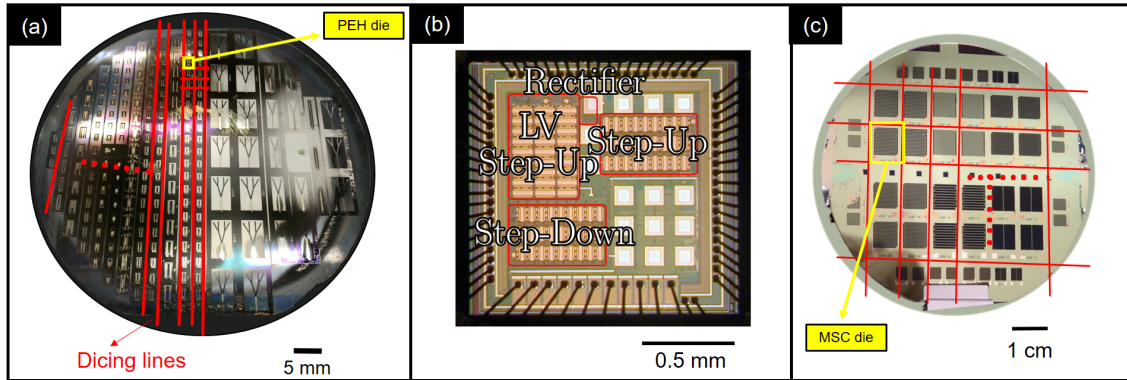 (a)
PEH die
Dicing lines
5 mm
(b)
Rectifier
LV
Step-Up
Step-Up
Step-Down
0.5 mm
(c)
MSC die
1 cm